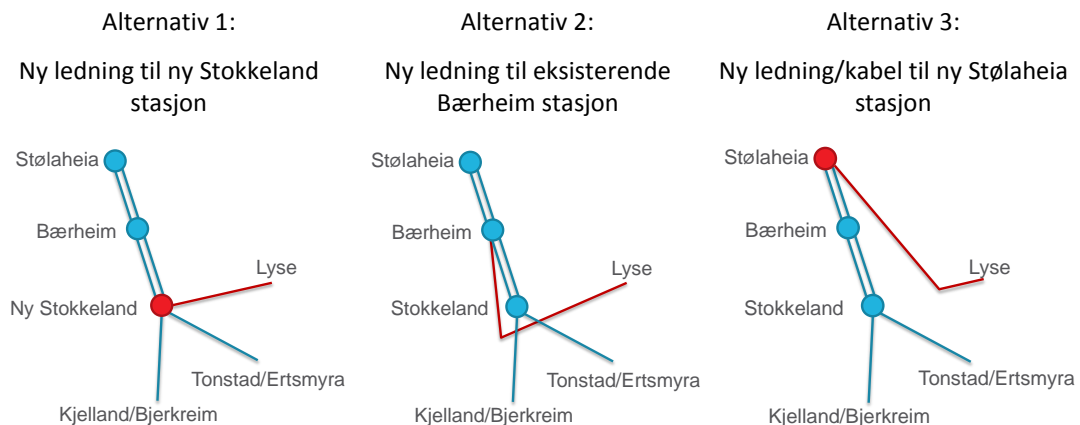 Alternativ 1:
Ny ledning til ny Stokkeland
stasjon
Stølaheia
Bærheim
Lyse
Ny Stokkeland
Tonstad/Ertsmyra
Kjelland/Bjerkreim
Alternativ 2:
Ny ledning til eksisterende
Bærheim stasjon
Stølaheia
Bærheim
Lyse
Stokkeland
Tonstad/Ertsmyra
Kjelland/Bjerkreim
Alternativ 3:
Ny ledning/kabel til ny Stølaheia
stasjon
Stølaheia
Bærheim
Lyse
Stokkeland
Tonstad/Ertsmyra
Kjelland/Bjerkreim